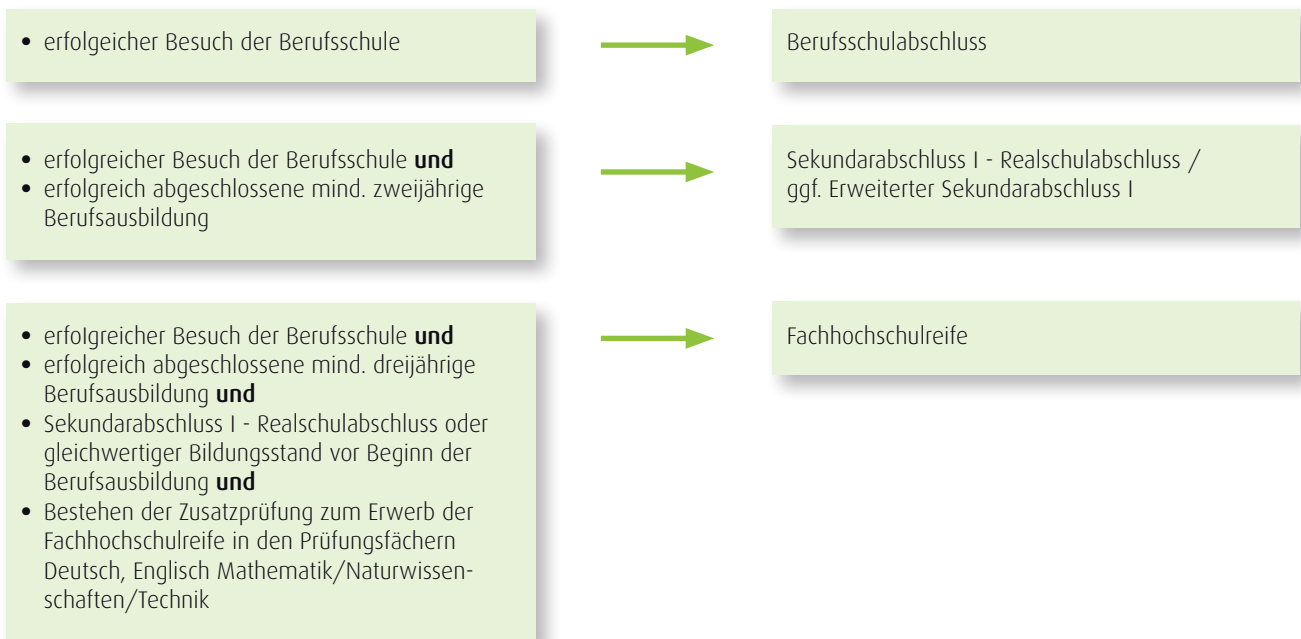 • erfolgeicher Besuch der Berufsschule
Berufsschulabschluss
• erfolgreicher Besuch der Berufsschule und
• erfolgreich abgeschlossene mind. zweijährige
Berufsausbildung
Sekundarabschluss I - Realschulabschluss /
ggf. Erweiterter Sekundarabschluss I
• erfolgreicher Besuch der Berufsschule und
• erfolgreich abgeschlossene mind. dreijährige
Berufsausbildung und
• Sekundarabschluss I - Realschulabschluss oder
gleichwertiger Bildungsstand vor Beginn der
Berufsausbildung und
• Bestehen der Zusatzprüfung zum Erwerb der
Fachhochschulreife in den Prüfungsfächern
Deutsch, Englisch Mathematik/Naturwissen-
schaften/Technik
Fachhochschulreife